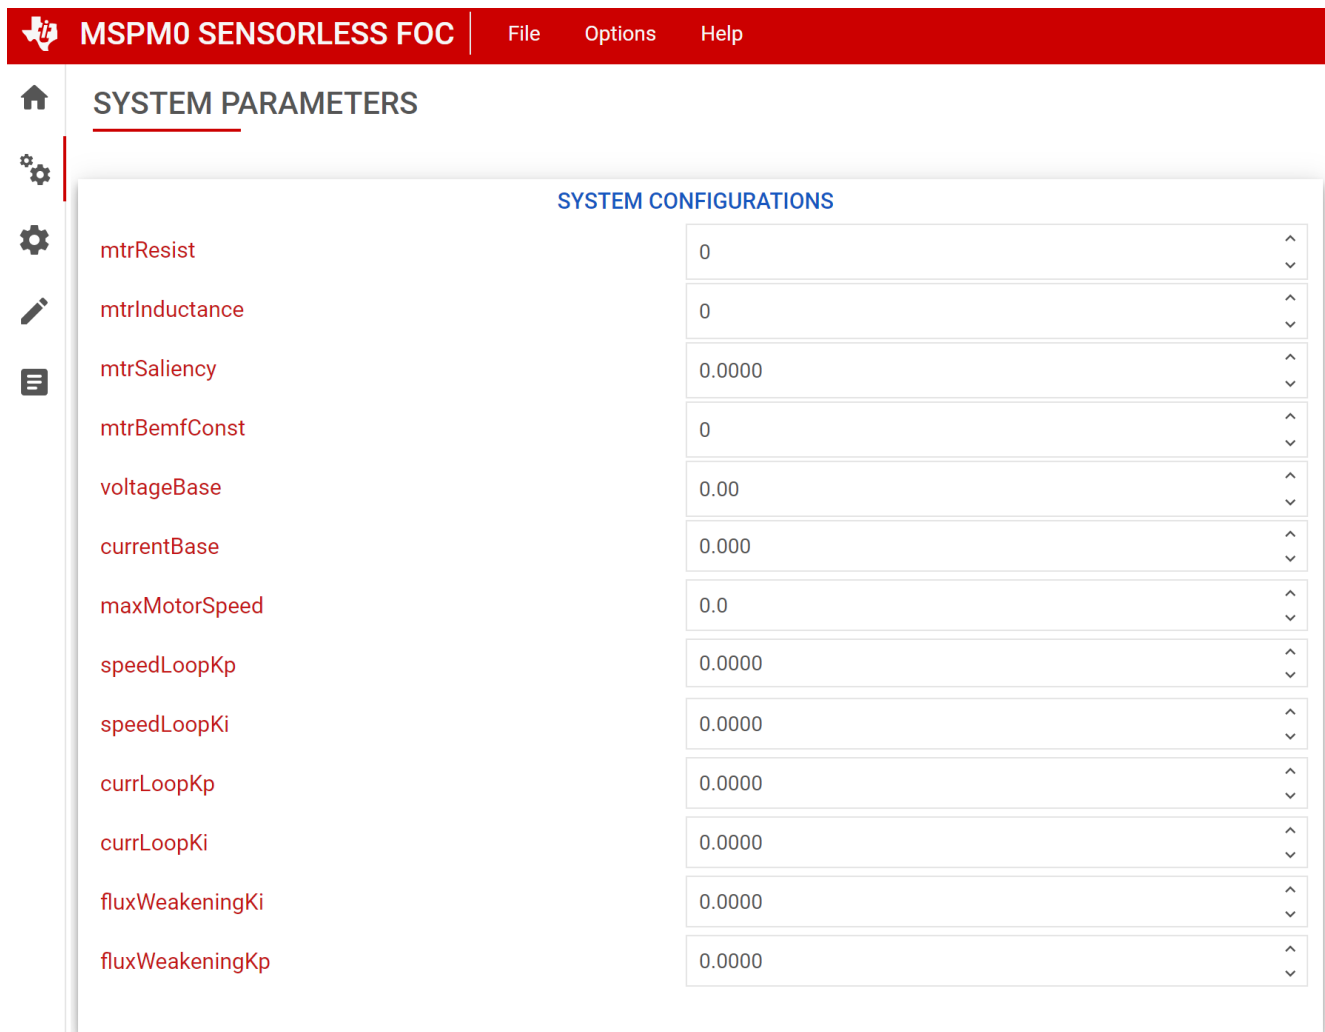 MSPM0 SENSORLESS FOC File Options Help
SYSTEM PARAMETERS
SYSTEM CONFIGURATIONS
mtrResist 0
mtrInductance 0
mtrSaliency 0.0000
mtrBemfConst 0
voltageBase 0.00
currentBase 0.000
maxMotorSpeed 0.0
speedLoopKp 0.0000
speedLoopKi 0.0000
currLoopKp 0.0000
currLoopKi 0.0000
fluxWeakeningKi 0.0000
fluxWeakeningKp 0.0000